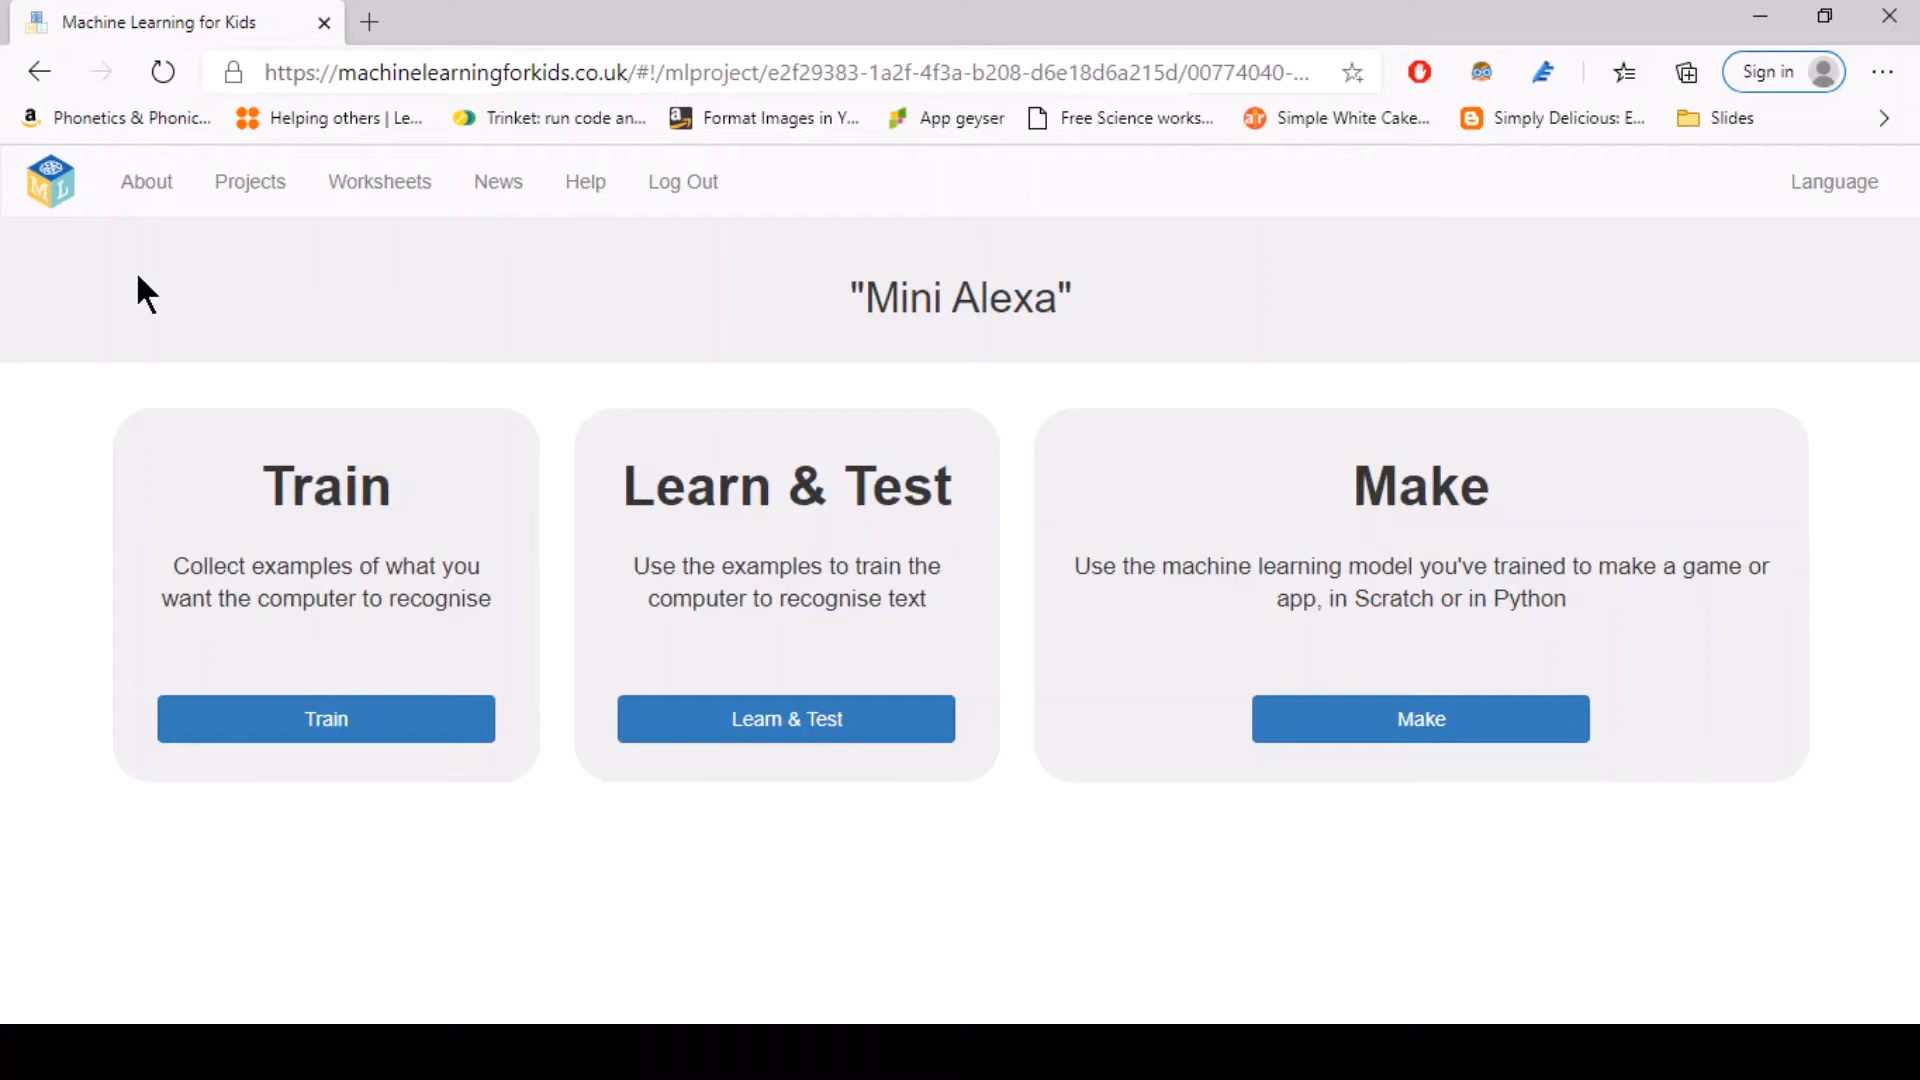 Machine Learning for Kids
https://machinelearningforkids.co.uk/#!/mlproject/e2f29383-1a2f-4f3a-b208-d6e18d6a215d/00774040-...
Sign in
Phonetics & Phonic... Helping others | Le... Trinket: run code an... Format Images in Y... App geyser Free Science works... Simple White Cake... Simply Delicious: E... Slides
ML About Projects Worksheets News Help Log Out Language
"Mini Alexa"
Train
Collect examples of what you
want the computer to recognise
Train
Learn & Test
Use the examples to train the
computer to recognise text
Learn & Test
Make
Use the machine learning model you've trained to make a game or
app, in Scratch or in Python
Make